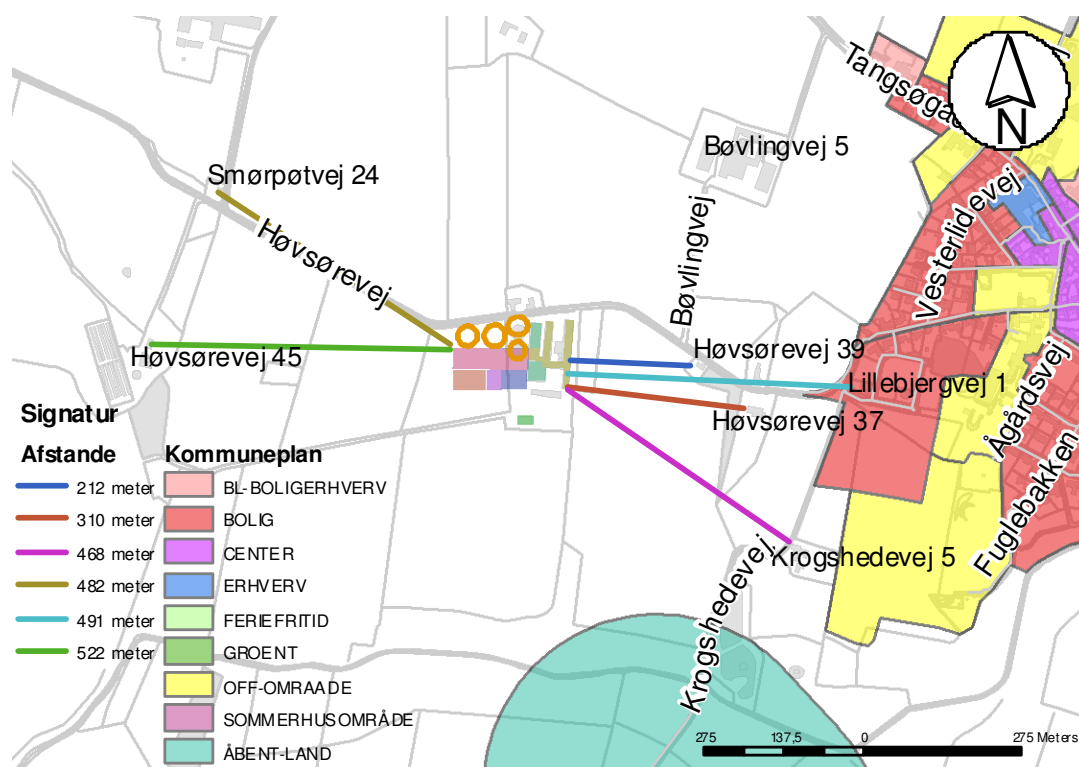 Tangsøga
N
Bøvlingvej 5
Smørpøtvej 24
Vesterlidevej
Høvsørevej
Bøvlingvej
Høvsørevej 45
Høvsørevej 39
Lillebjergvej 1
Høvsørevej 37
Ågårdsvej
Fuglebakken
Krogshedevej 5
Krogshedevej
Signatur
Afstande
212 meter
310 meter
468 meter
482 meter
491 meter
522 meter
Kommuneplan
BL-BOLIGERHVERV
BOLIG
CENTER
ERHVERV
FERIEFRITID
GROENT
OFF-OMRAADE
SOMMERHUSOMRÅDE
ÅBENT-LAND
275 137,5 0 275 Meters